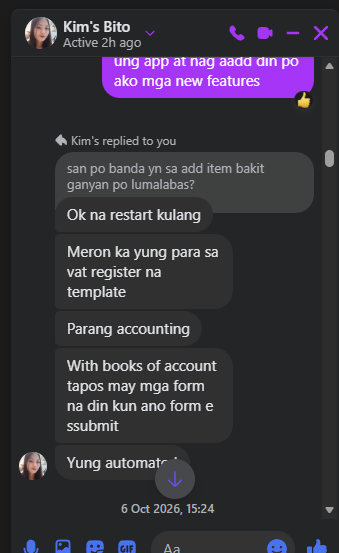 Kim's Bito
Active 2h ago
ung app at nag aadd din po
ako mga new features
Kim's replied to you
san po banda yn sa add item bakit
ganyan po lumalabas?
Ok na restart kulang
Meron ka yung para sa
vat register na
template
Parang accounting
With books of account
tapos may mga form
na din kun ano form e
ssubmit
Yung automate
6 Oct 2026, 15:24
GIF
Aa